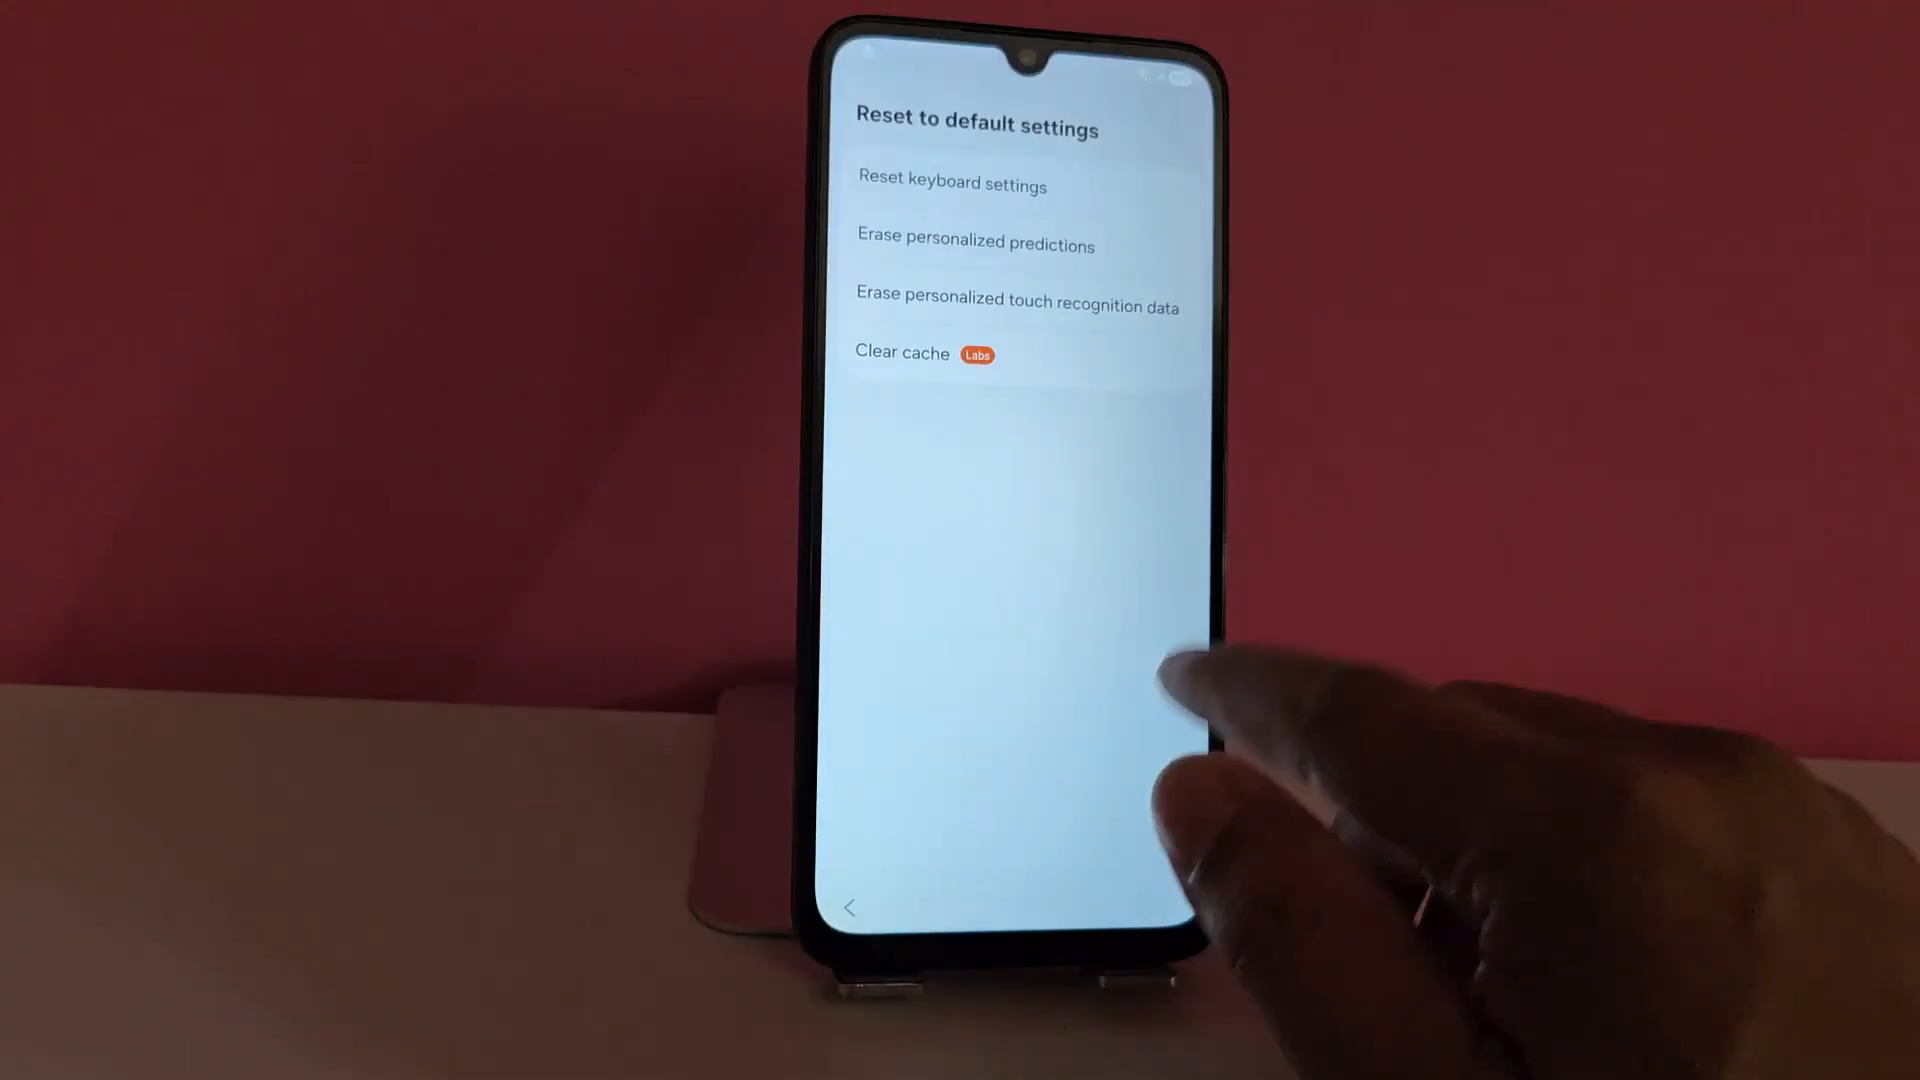 Reset to default settings
Reset keyboard settings
Erase personalized predictions
Erase personalized touch recognition data
Clear cache Labs